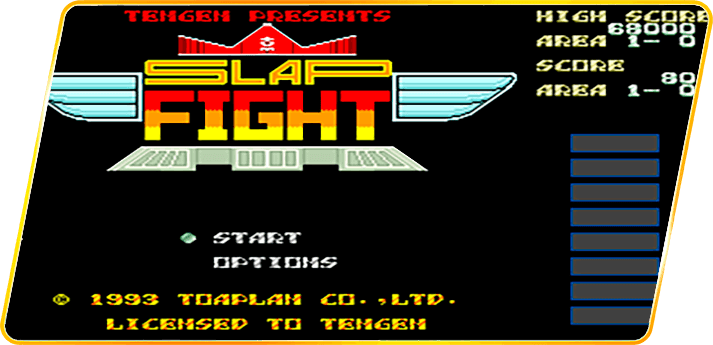 TENGEN PRESENTS
SLAP
FIGHT
START
OPTIONS
© 1993 TOAPLAN CO.,LTD.
LICENSED TO TENGEN
HIGH SCORE
68000
AREA 1- 0
SCORE
80
AREA 1- 0